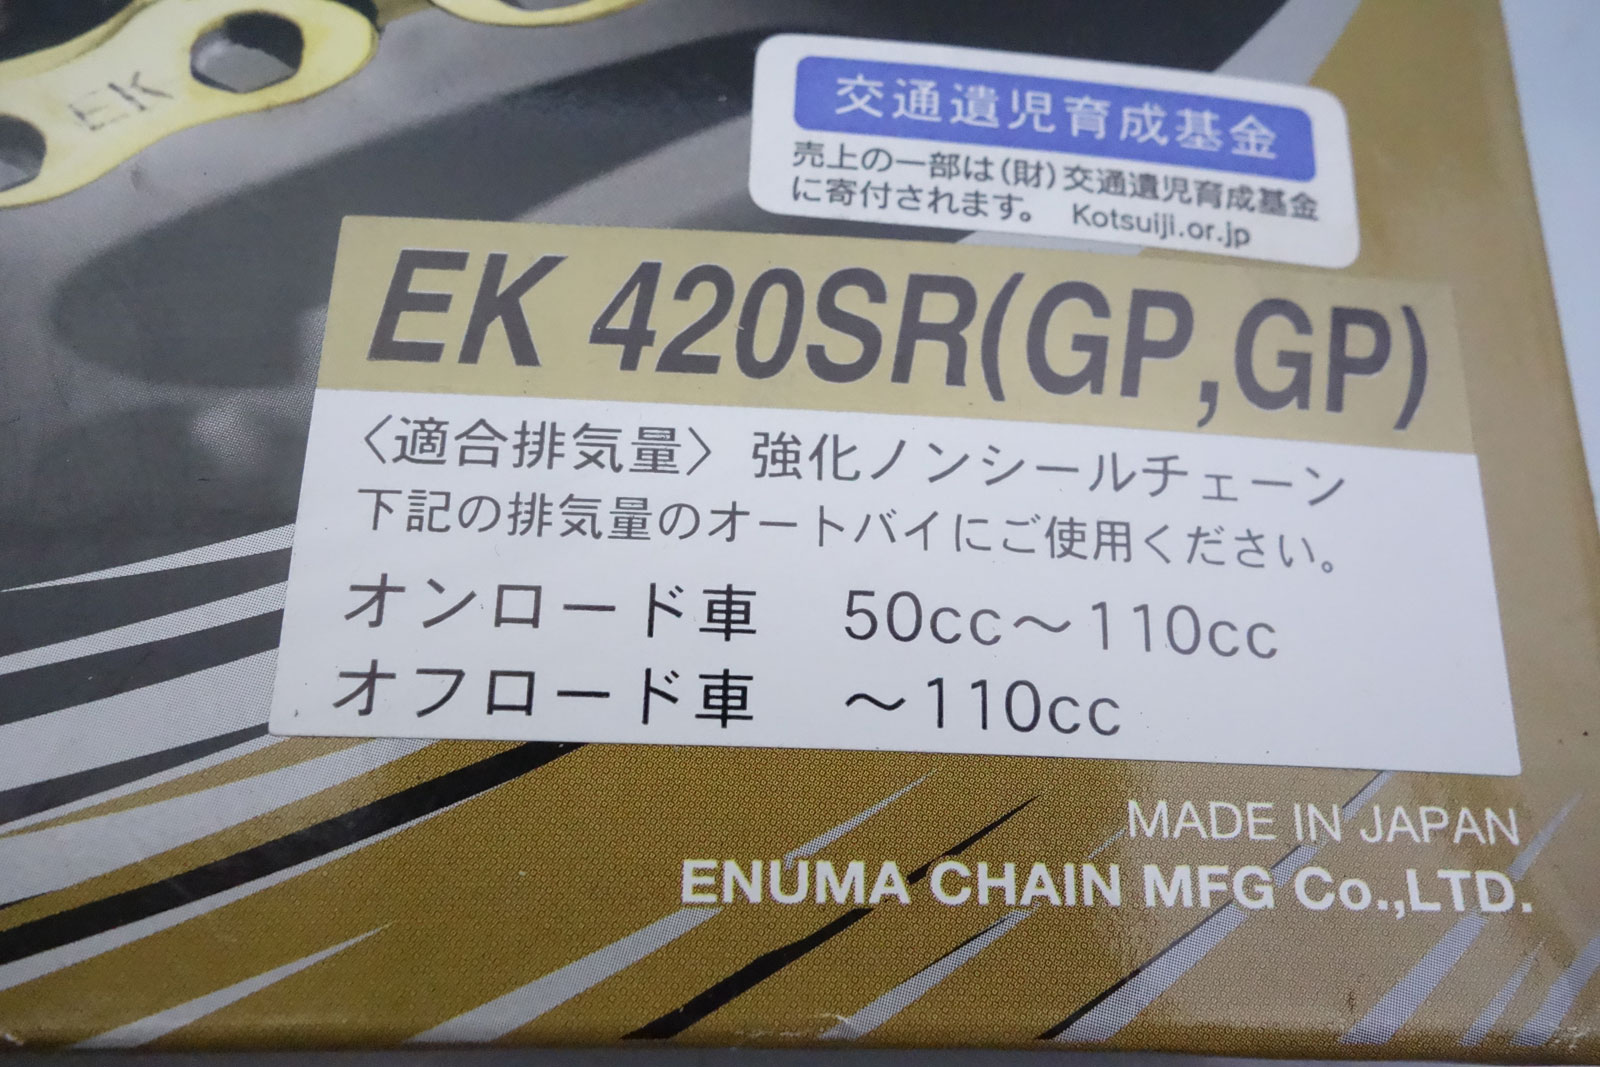 EK
交通遺児育成基金
売上の一部は(財)交通遺児育成基金
に寄付されます。 Kotsuiji.or.jp
EK 420SR(GP,GP)
〈適合排気量〉 強化ノンシールチェーン
下記の排気量のオートバイにご使用ください。
オンロード車 50cc～110cc
オフロード車 ～110cc
MADE IN JAPAN
ENUMA CHAIN MFG Co.,LTD.